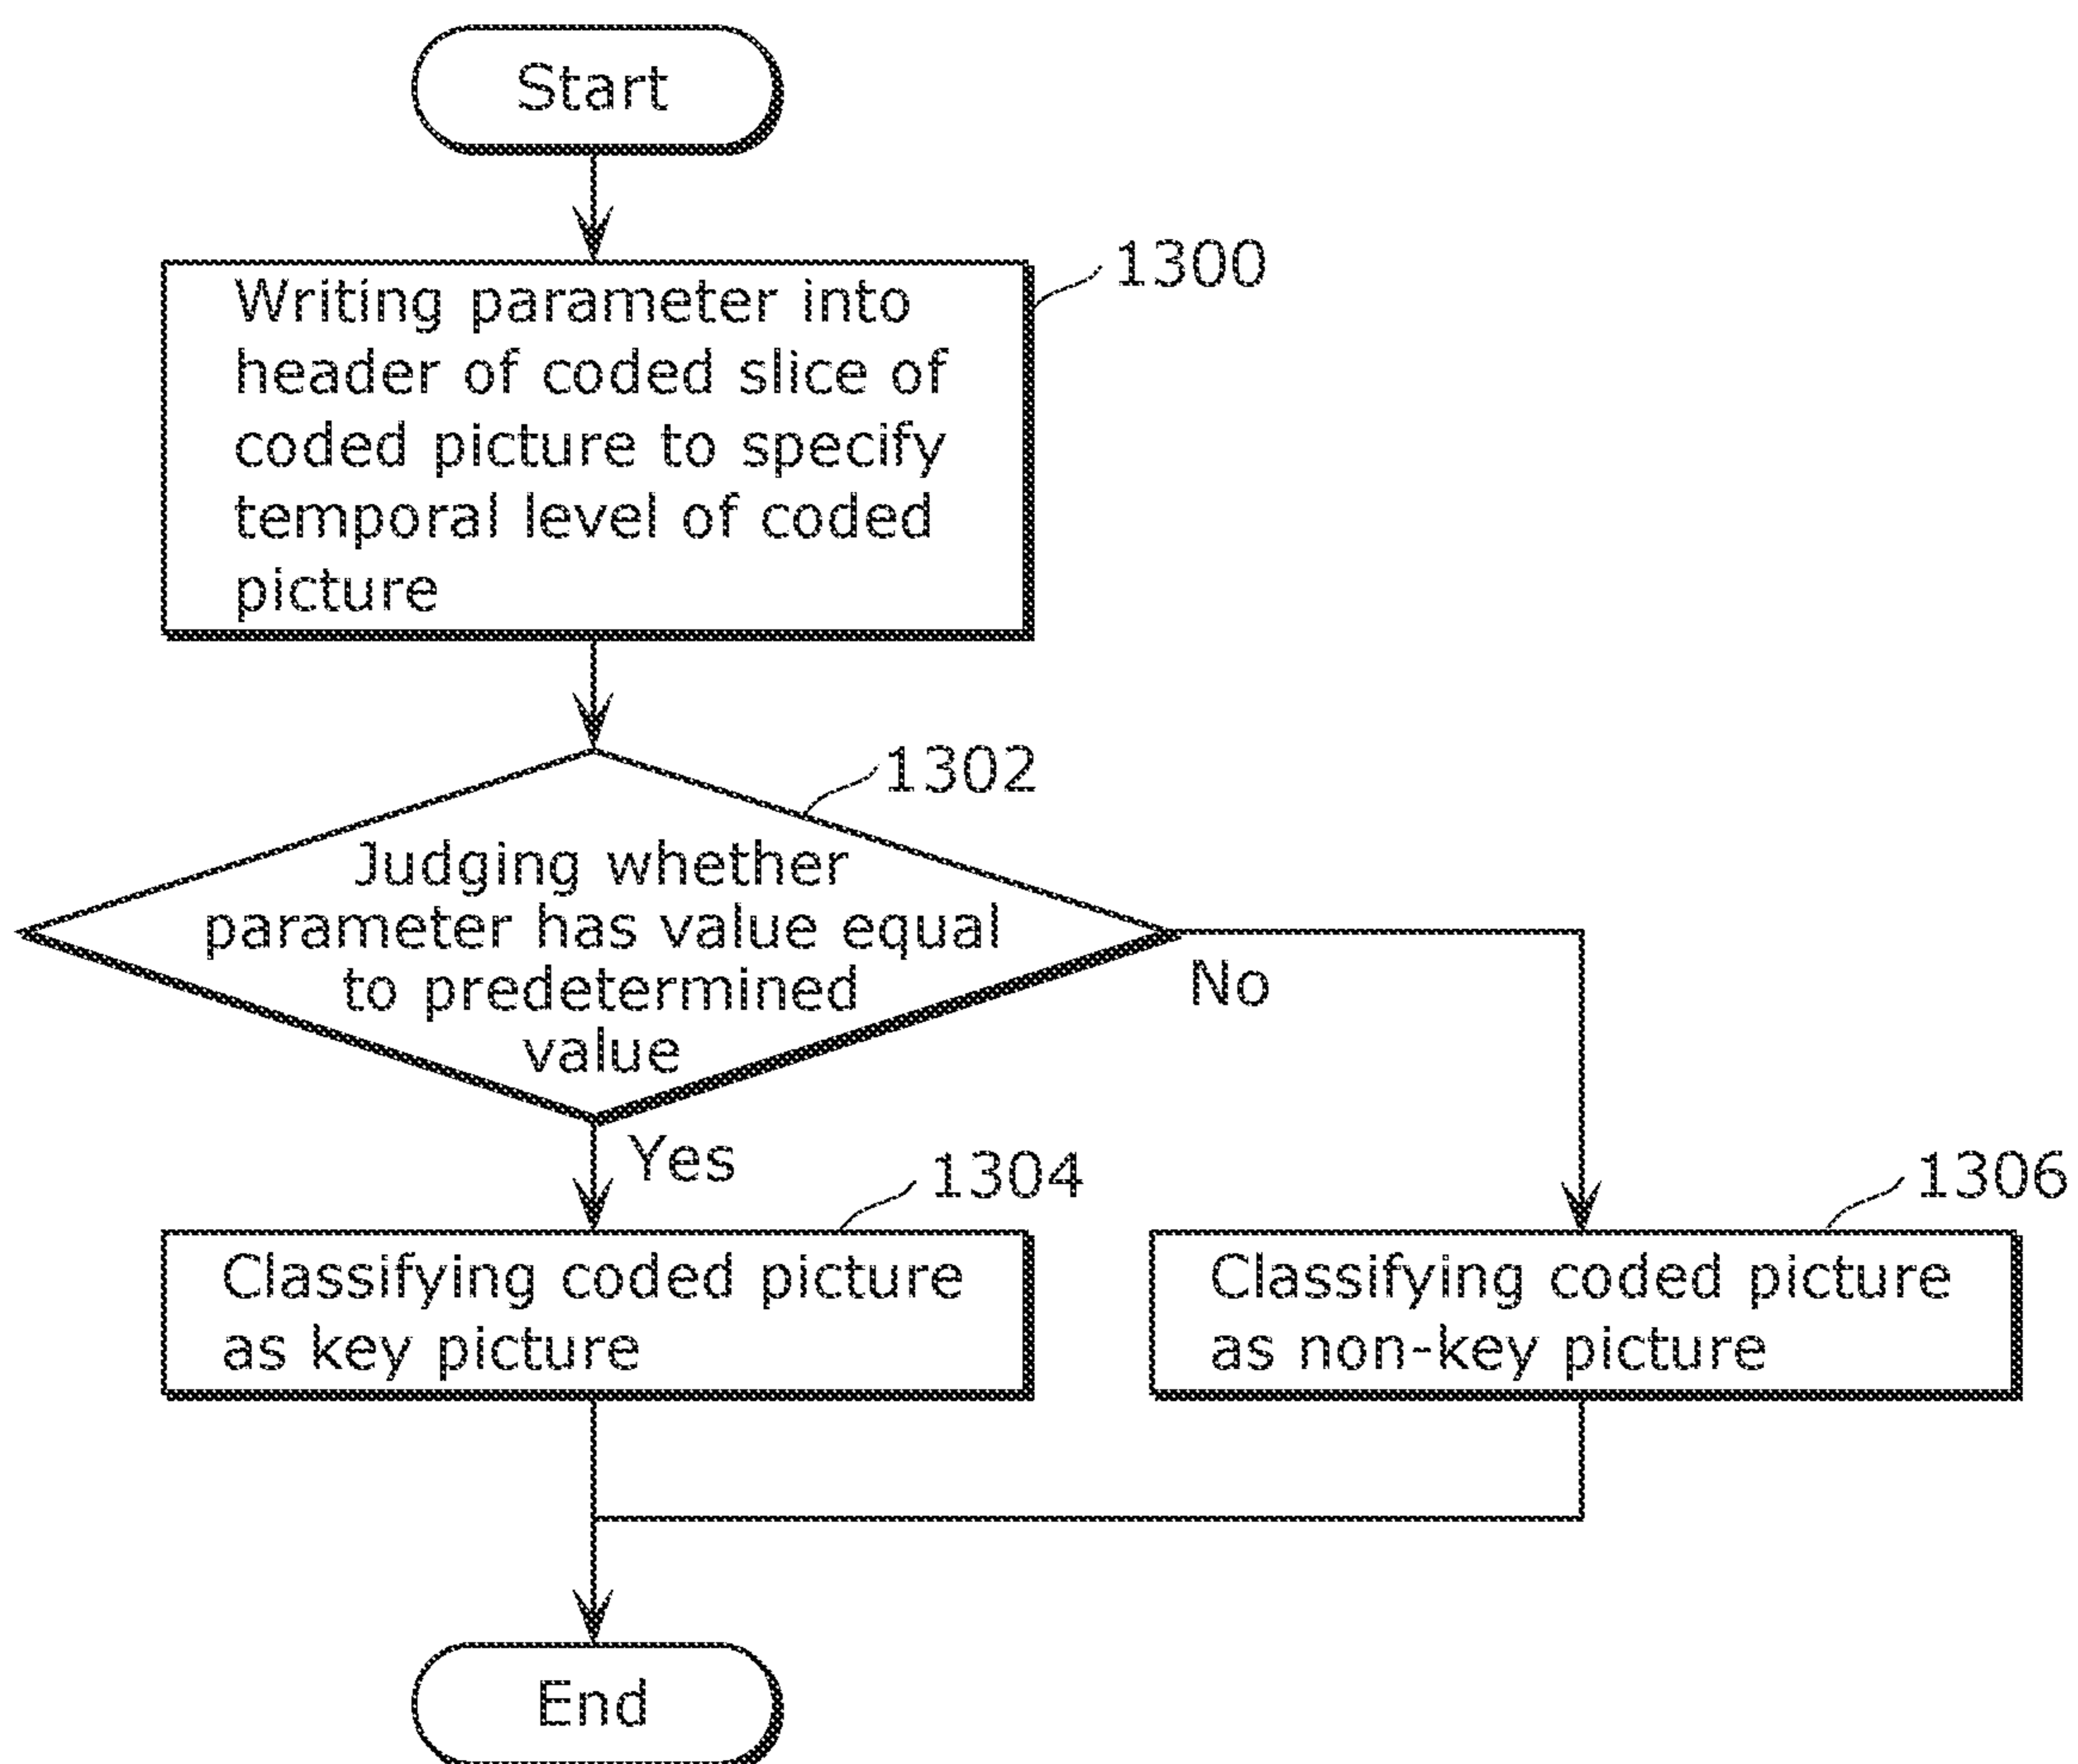 Start
1300
Writing parameter into
header of coded slice of
coded picture to specify
temporal level of coded
picture
1302
Judging whether
parameter has value equal
to predetermined
value
No
Yes
1304
1306
Classifying coded picture
as key picture
Classifying coded picture
as non-key picture
End